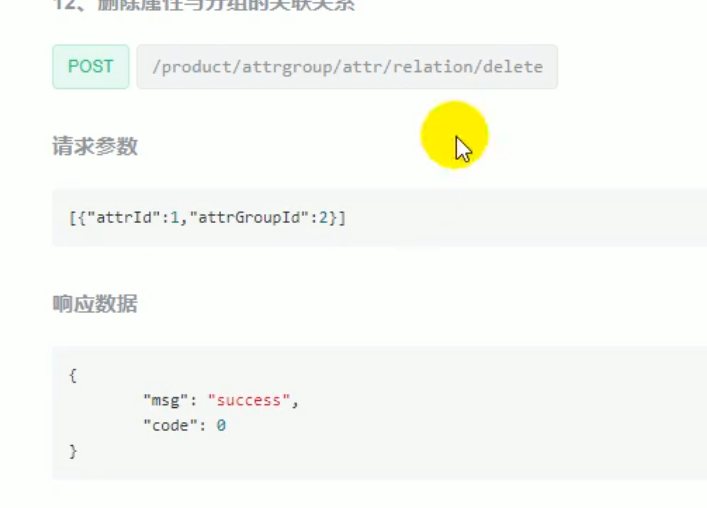 12、删除属性与分组的关联关系
POST /product/attrgroup/attr/relation/delete
请求参数
[{"attrId":1,"attrGroupId":2}]
响应数据
{
"msg": "success",
"code": 0
}